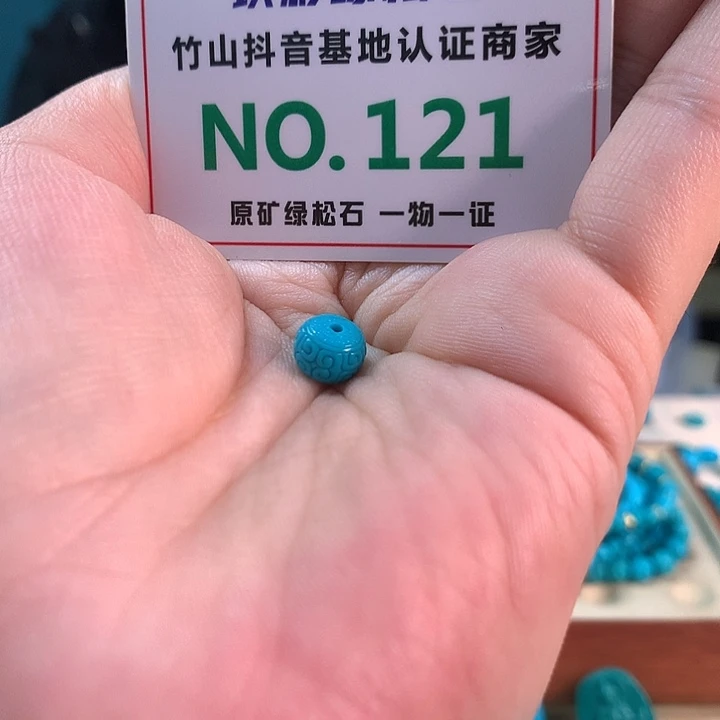 竹山抖音基地认证商家
NO.121
原矿绿松石 一物一证